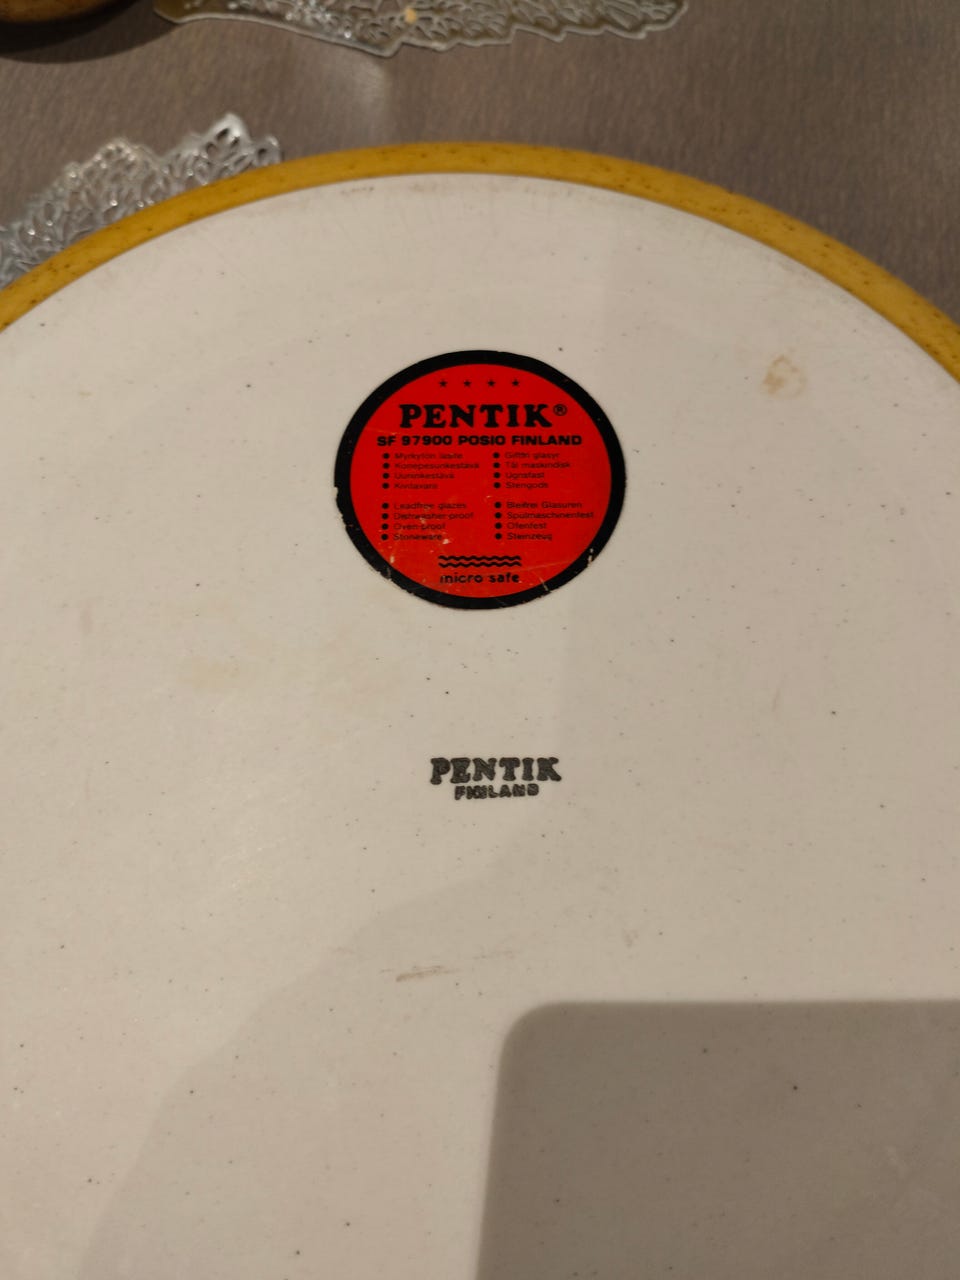 ★ ★ ★ ★
PENTIK®
SF 97900 POSIO FINLAND
● Myrkytön lasite
● Konepesunkestävä
● Uuninkestävä
● Kivitavara
● Giftfri glasyr
● Tål maskindisk
● Ugnsfast
● Stengods
● Leadfree glazes
● Dishwasher-proof
● Oven-proof
● Stoneware
● Bleifrei Glasuren
● Spülmaschinenfest
● Ofenfest
● Steinzeug
micro safe
PENTIK
FINLAND